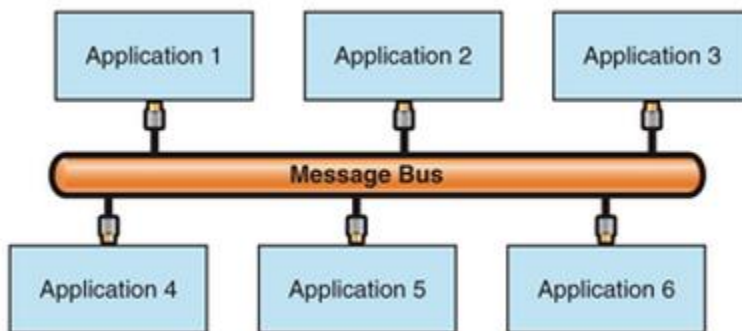 Application 1
Application 2
Application 3
Message Bus
Application 4
Application 5
Application 6